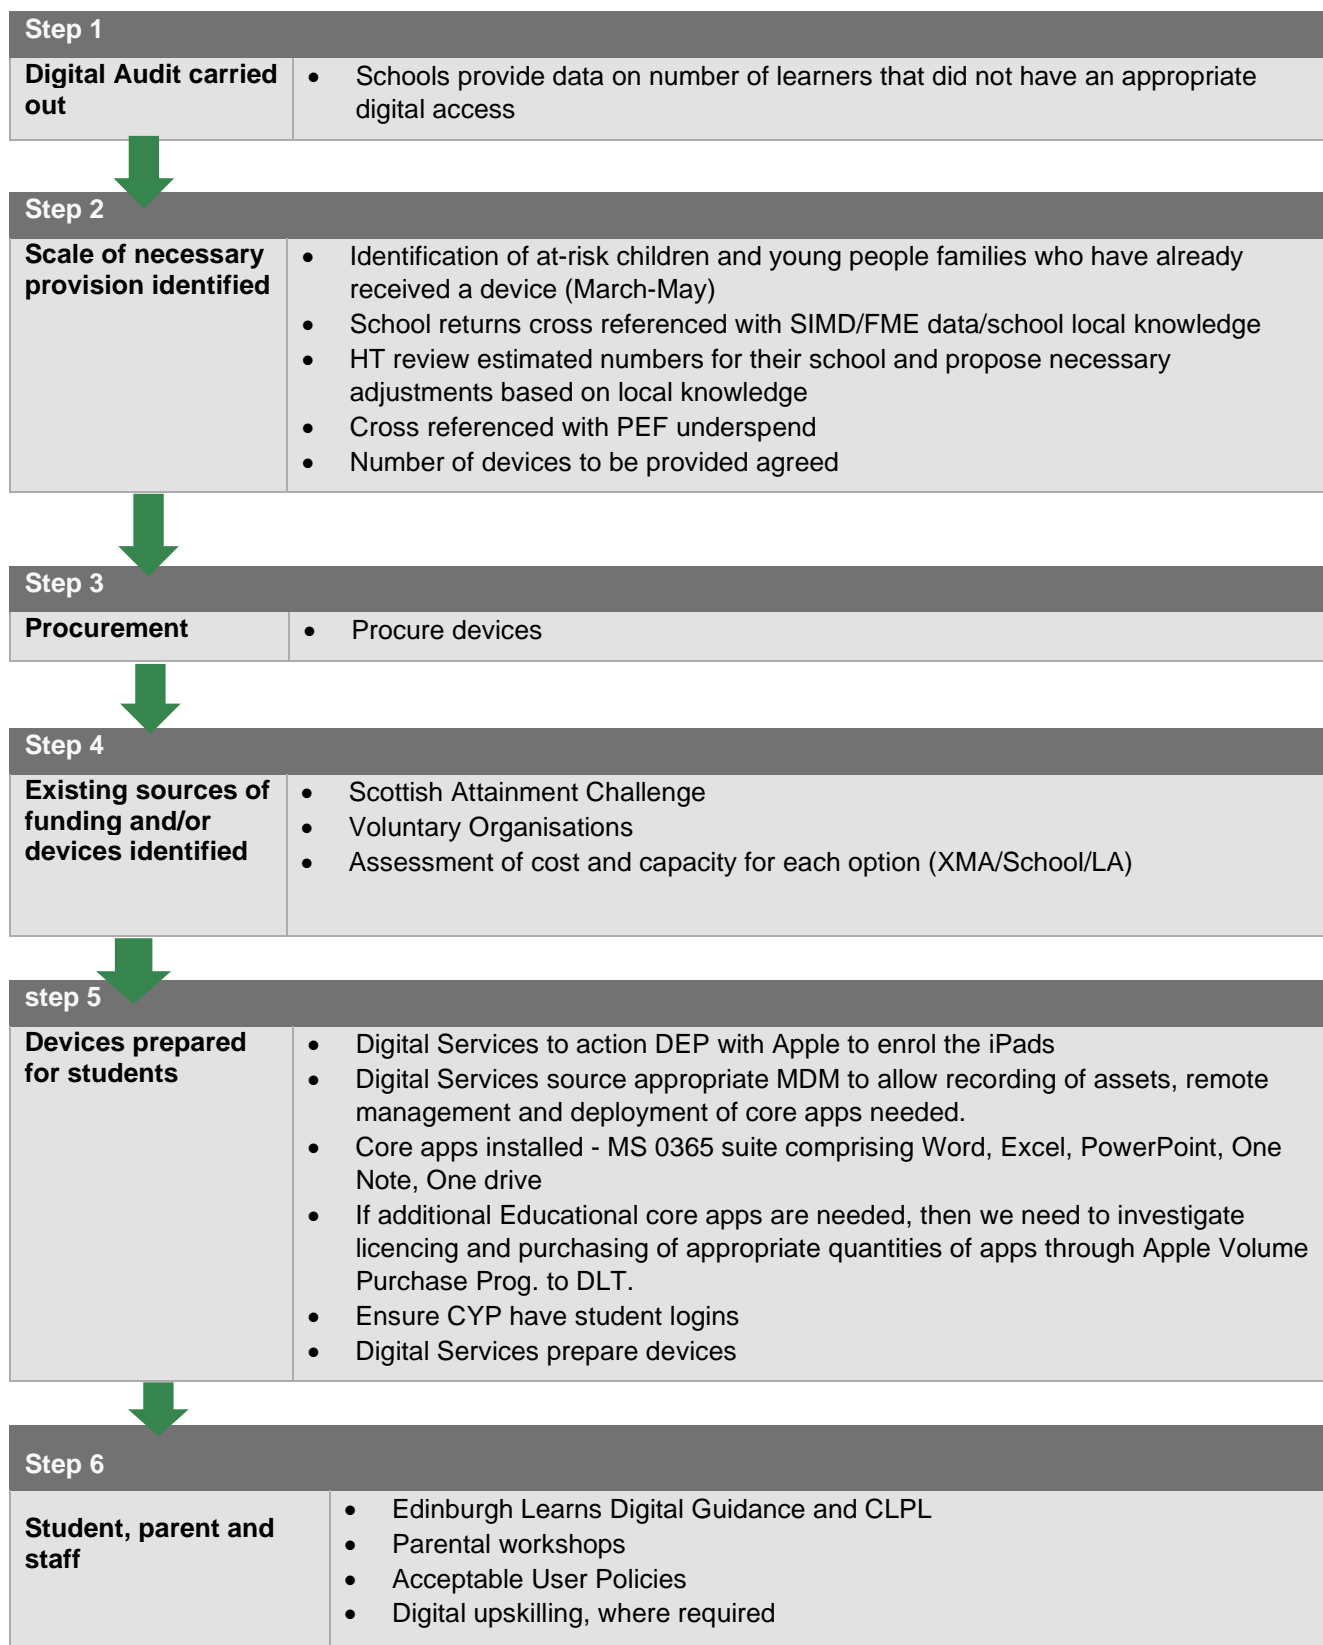 Step 1
Digital Audit carried
out
• Schools provide data on number of learners that did not have an appropriate
digital access
Step 2
Scale of necessary
provision identified
• Identification of at-risk children and young people families who have already
received a device (March-May)
• School returns cross referenced with SIMD/FME data/school local knowledge
• HT review estimated numbers for their school and propose necessary
adjustments based on local knowledge
• Cross referenced with PEF underspend
• Number of devices to be provided agreed
Step 3
Procurement
• Procure devices
Step 4
Existing sources of
funding and/or
devices identified
• Scottish Attainment Challenge
• Voluntary Organisations
• Assessment of cost and capacity for each option (XMA/School/LA)
step 5
Devices prepared
for students
• Digital Services to action DEP with Apple to enrol the iPads
• Digital Services source appropriate MDM to allow recording of assets, remote
management and deployment of core apps needed.
• Core apps installed - MS 0365 suite comprising Word, Excel, PowerPoint, One
Note, One drive
• If additional Educational core apps are needed, then we need to investigate
licencing and purchasing of appropriate quantities of apps through Apple Volume
Purchase Prog. to DLT.
• Ensure CYP have student logins
• Digital Services prepare devices
Step 6
Student, parent and
staff
• Edinburgh Learns Digital Guidance and CLPL
• Parental workshops
• Acceptable User Policies
• Digital upskilling, where required